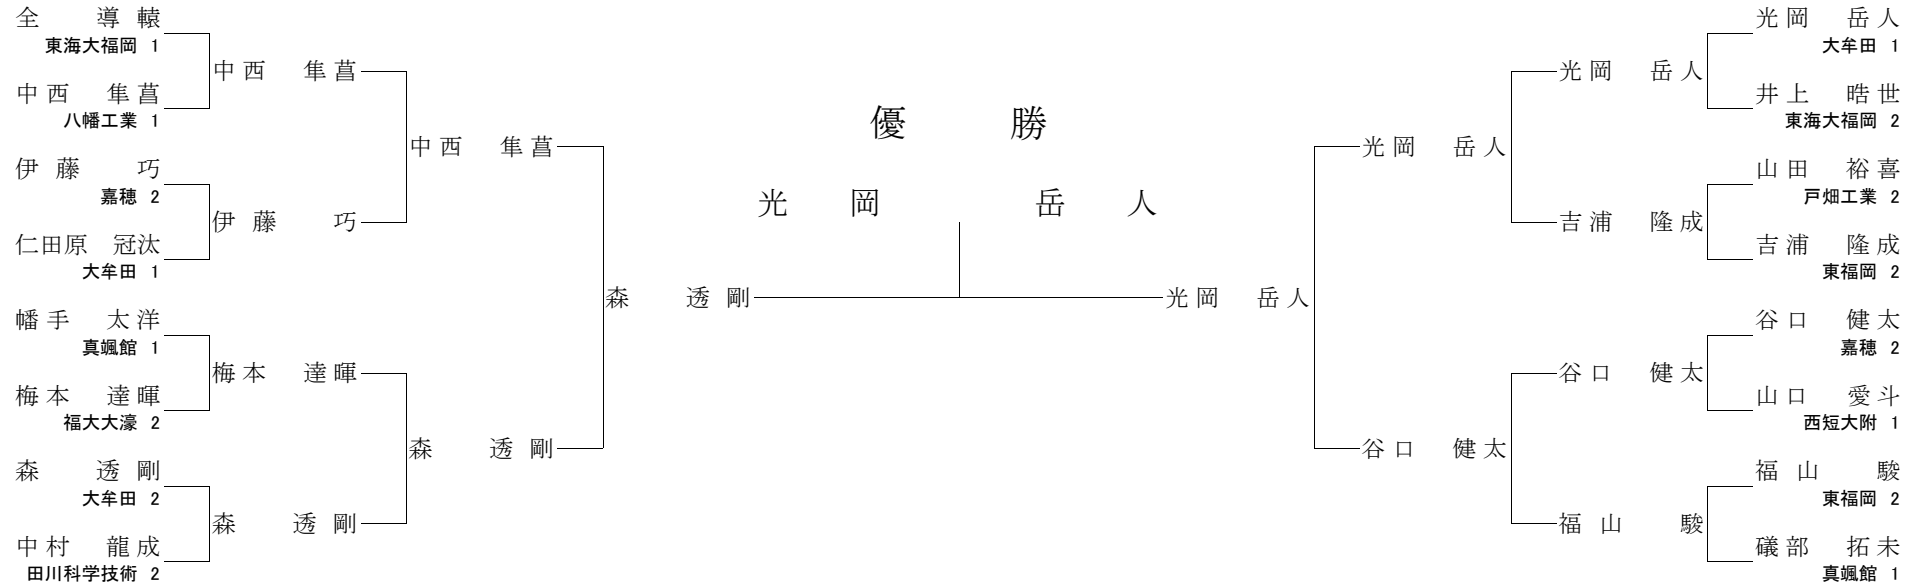 全 導轅
東海大福岡 1
中西 隼菖
八幡工業 1
伊藤 巧
嘉穂 2
仁田原 冠汰
大牟田 1
幡手 太洋
真颯館 1
梅本 達暉
福大大濠 2
森 透剛
大牟田 2
中村 龍成
田川科学技術 2
中西 隼菖
伊藤 巧
梅本 達暉
森 透剛
中西 隼菖
森 透剛
森 透剛
優勝
光岡 岳人
光岡 岳人
光岡 岳人
谷口 健太
光岡 岳人
吉浦 隆成
谷口 健太
福山 駿
光岡 岳人
大牟田 1
井上 晧世
東海大福岡 2
山田 裕喜
戸畑工業 2
吉浦 隆成
東福岡 2
谷口 健太
嘉穂 2
山口 愛斗
西短大附 1
福山 駿
東福岡 2
礒部 拓未
真颯館 1